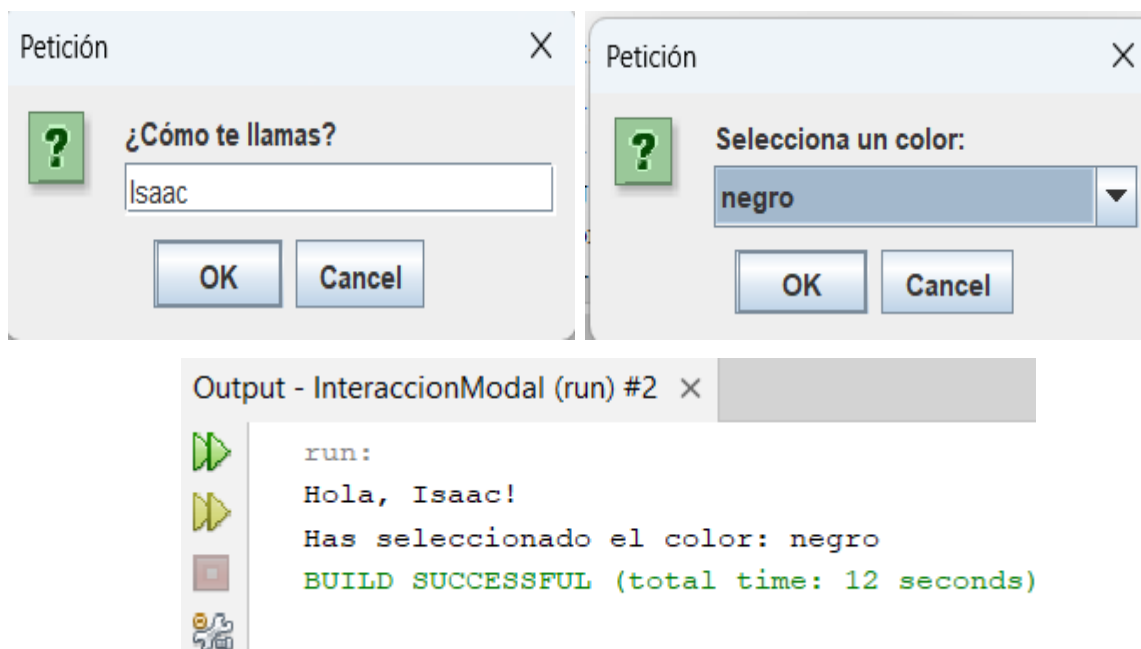 Petición
¿Cómo te llamas?
Isaac
OK Cancel
Petición
Selecciona un color:
negro
OK Cancel
Output - InteraccionModal (run) #2
run:
Hola, Isaac!
Has seleccionado el color: negro
BUILD SUCCESSFUL (total time: 12 seconds)